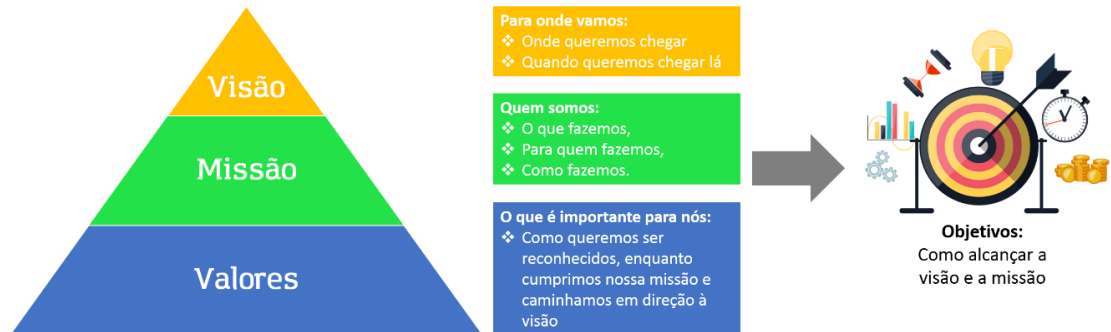 Visão
Missão
Valores
Para onde vamos:
❖ Onde queremos chegar
❖ Quando queremos chegar lá
Quem somos:
❖ O que fazemos,
❖ Para quem fazemos,
❖ Como fazemos.
O que é importante para nós:
❖ Como queremos ser
reconhecidos, enquanto
cumprimos nossa missão e
caminhamos em direção à
visão
Objetivos:
Como alcançar a
visão e a missão